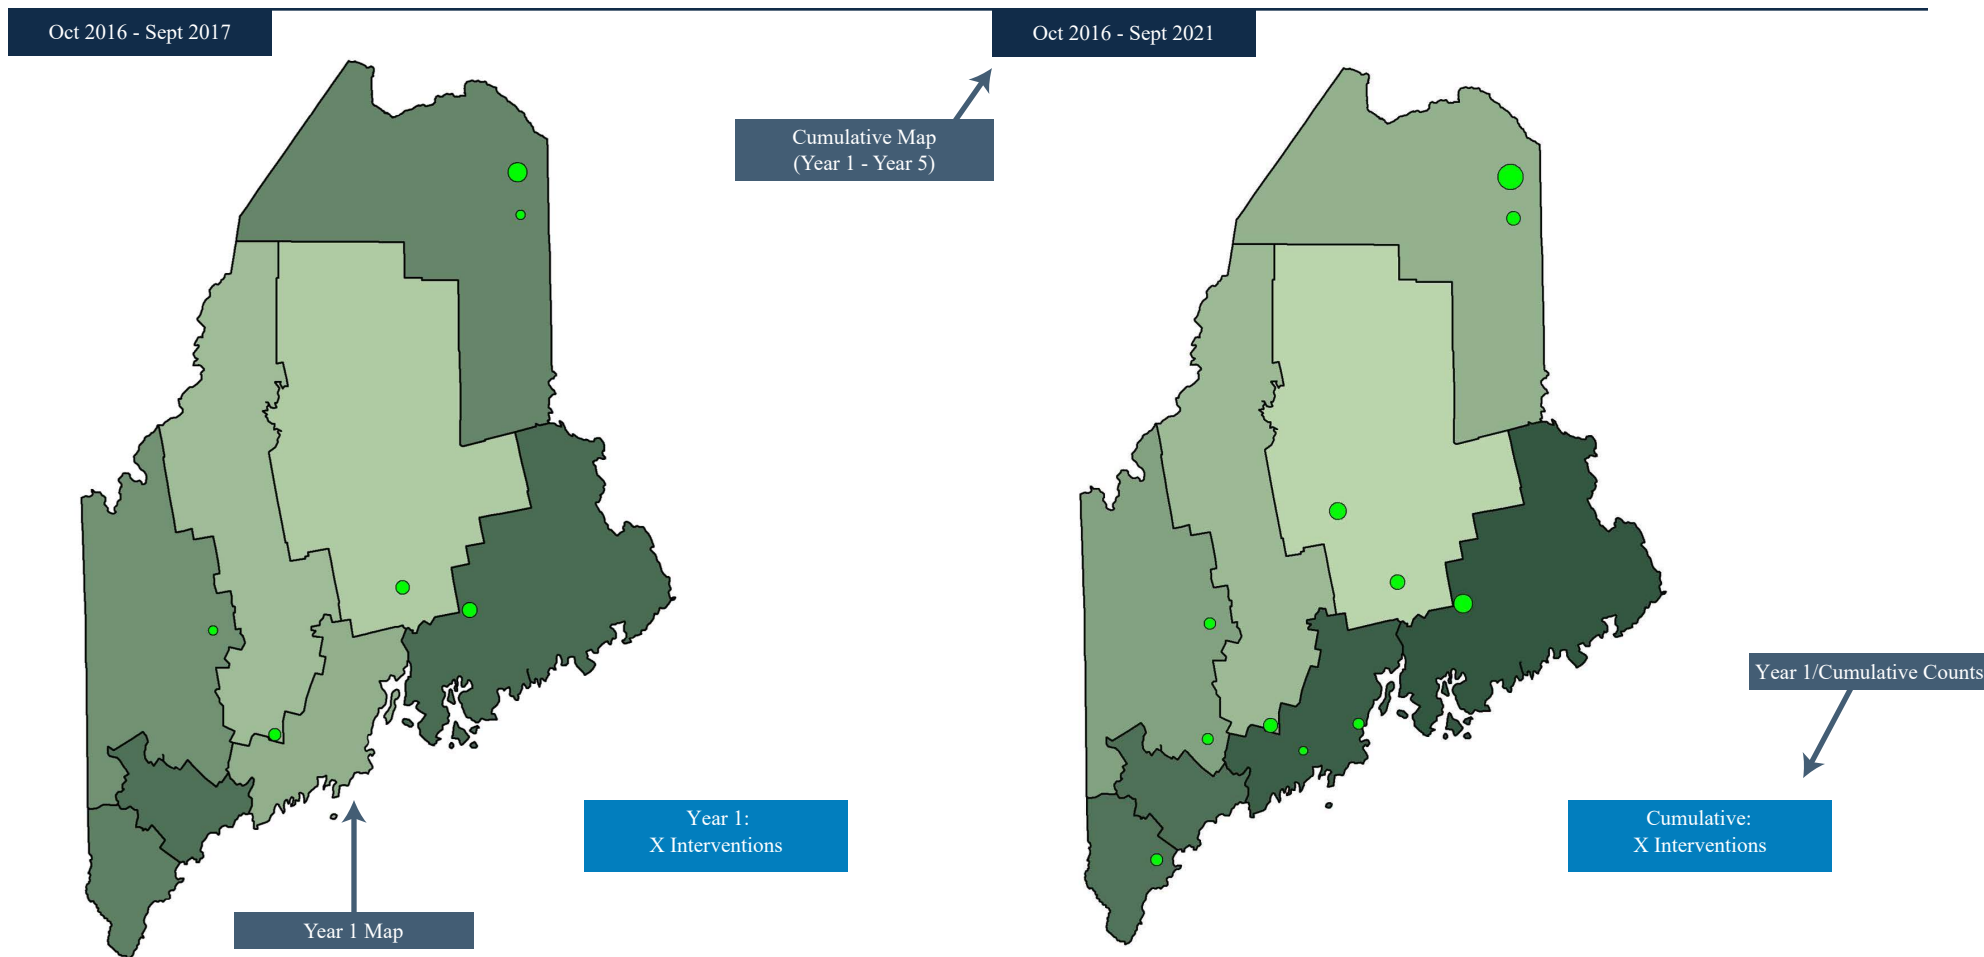 Oct 2016 - Sept 2017
Oct 2016 - Sept 2021
Cumulative Map
(Year 1 - Year 5)
Year 1/Cumulative Counts
Year 1:
X Interventions
Cumulative:
X Interventions
Year 1 Map